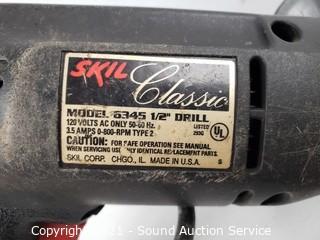 SKIL Classic
MODEL 6345 1/2" DRILL
120 VOLTS AC ONLY 50-60 Hz.
3.5 AMPS 0-800-RPM TYPE 2
LISTED
UL
CAUTION: FOR SAFE OPERATION SEE MANUAL.
WHEN SERVICING USE ONLY IDENTICAL REPLACEMENT PARTS.
SKIL CORP. CHGO., IL. MADE IN U.S.A.
Copyright 2021 - Sound Auction Service